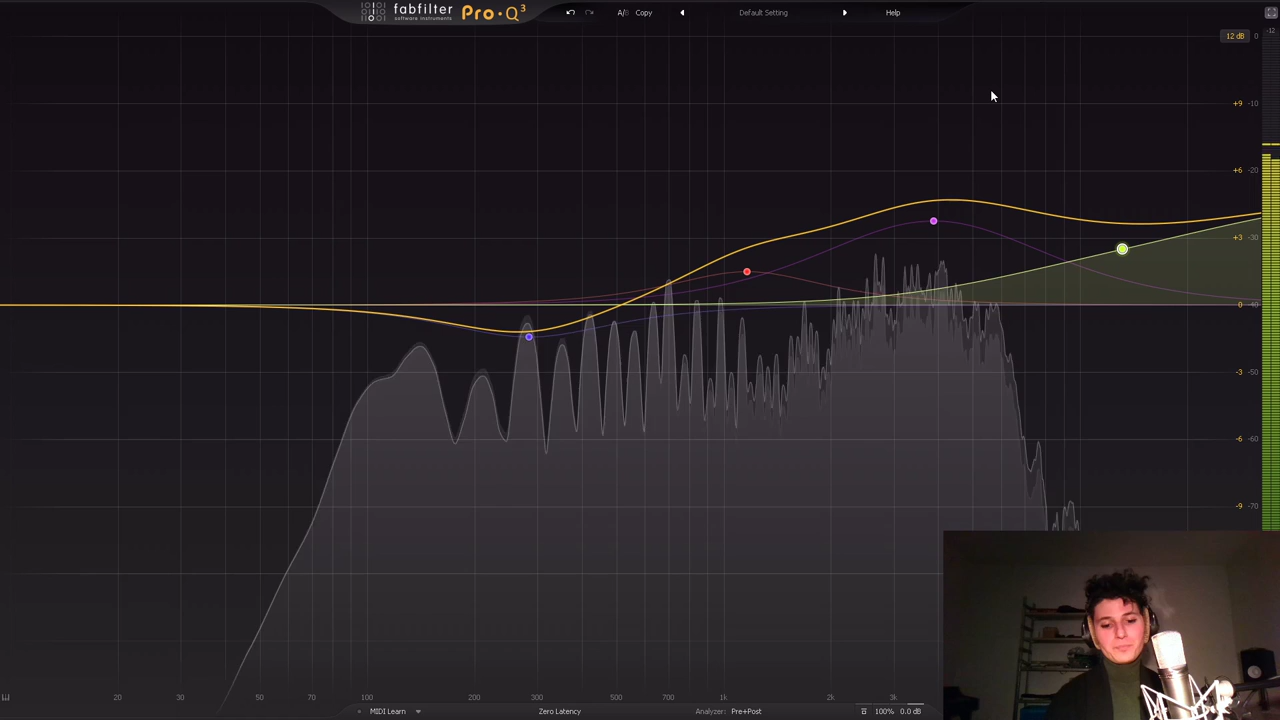 fabfilter
software instruments
Pro·Q³
A/B Copy
Default Setting
Help
-12
12 dB 0
+9 -10
+6 -20
+3 -30
0 -40
-3 -50
-6 -60
-9 -70
20 30 50 70 100 200 300 500 700 1k 2k 3k
MIDI Learn
Zero Latency
Analyzer: Pre+Post
100% 0.0 dB